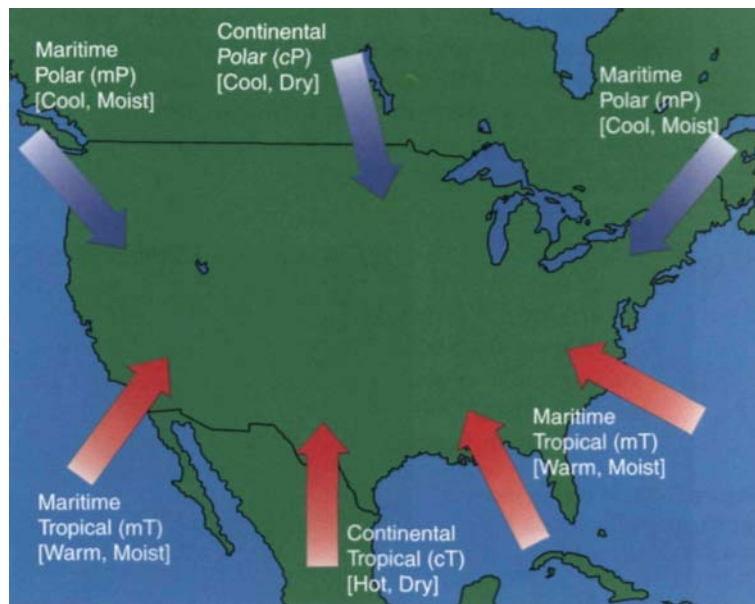 Maritime
Polar (mP)
[Cool, Moist]
Continental
Polar (cP)
[Cool, Dry]
Maritime
Polar (mP)
[Cool, Moist]
Maritime
Tropical (mT)
[Warm, Moist]
Continental
Tropical (cT)
[Hot, Dry]
Maritime
Tropical (mT)
[Warm, Moist]